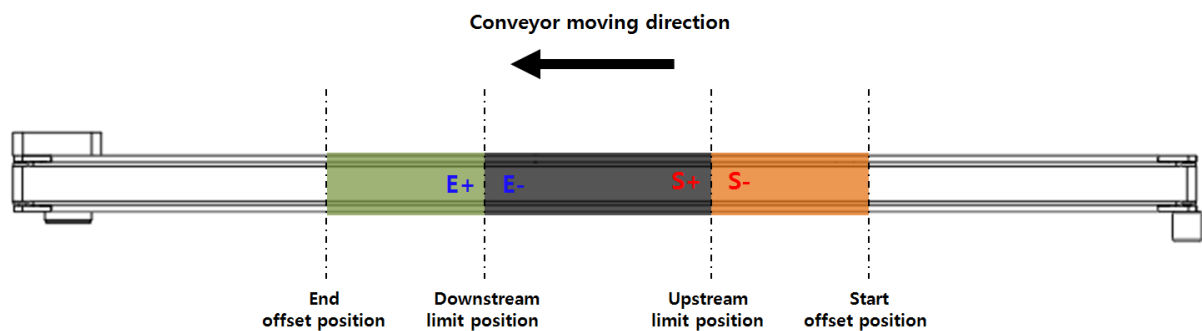 Conveyor moving direction
E+ E- S+ S-
End
offset position
Downstream
limit position
Upstream
limit position
Start
offset position